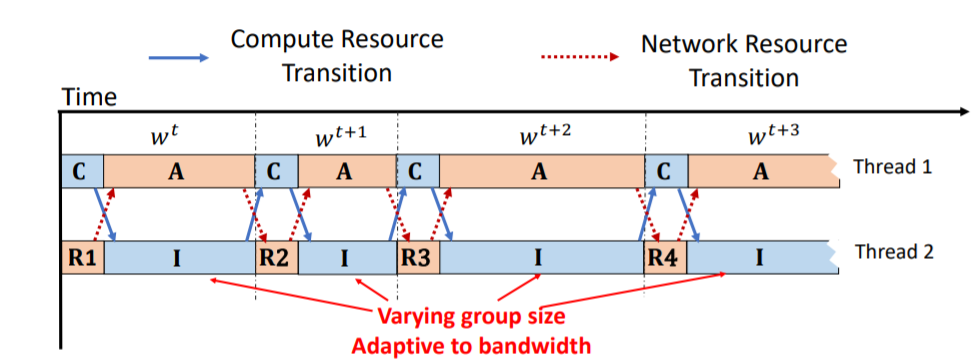 Compute Resource
Transition
Network Resource
Transition
Time
w^t
w^{t+1}
w^{t+2}
w^{t+3}
C A C A C A C A Thread 1
R1 I R2 I R3 I R4 I Thread 2
Varying group size
Adaptive to bandwidth